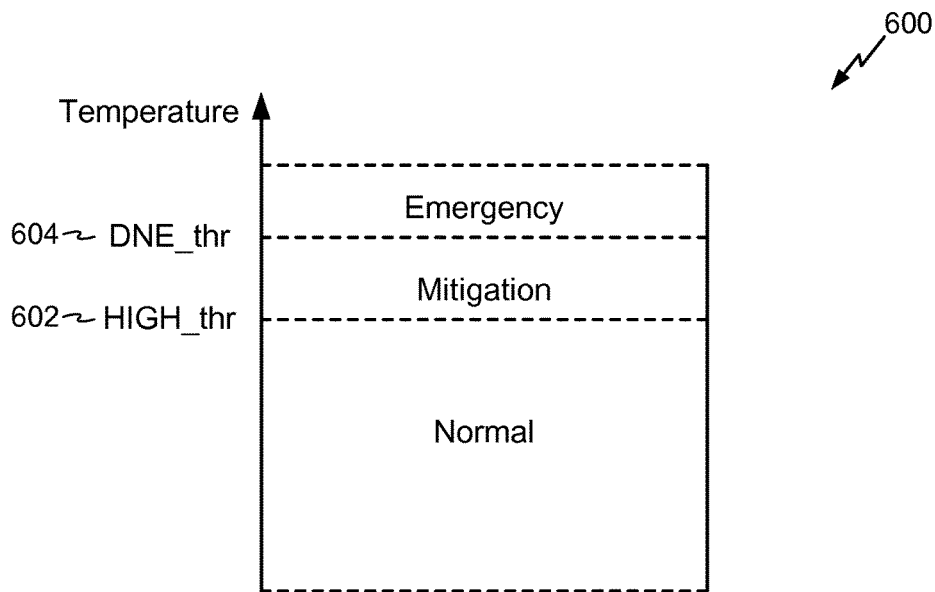 600
Temperature
Emergency
604 DNE_thr
Mitigation
602 HIGH_thr
Normal